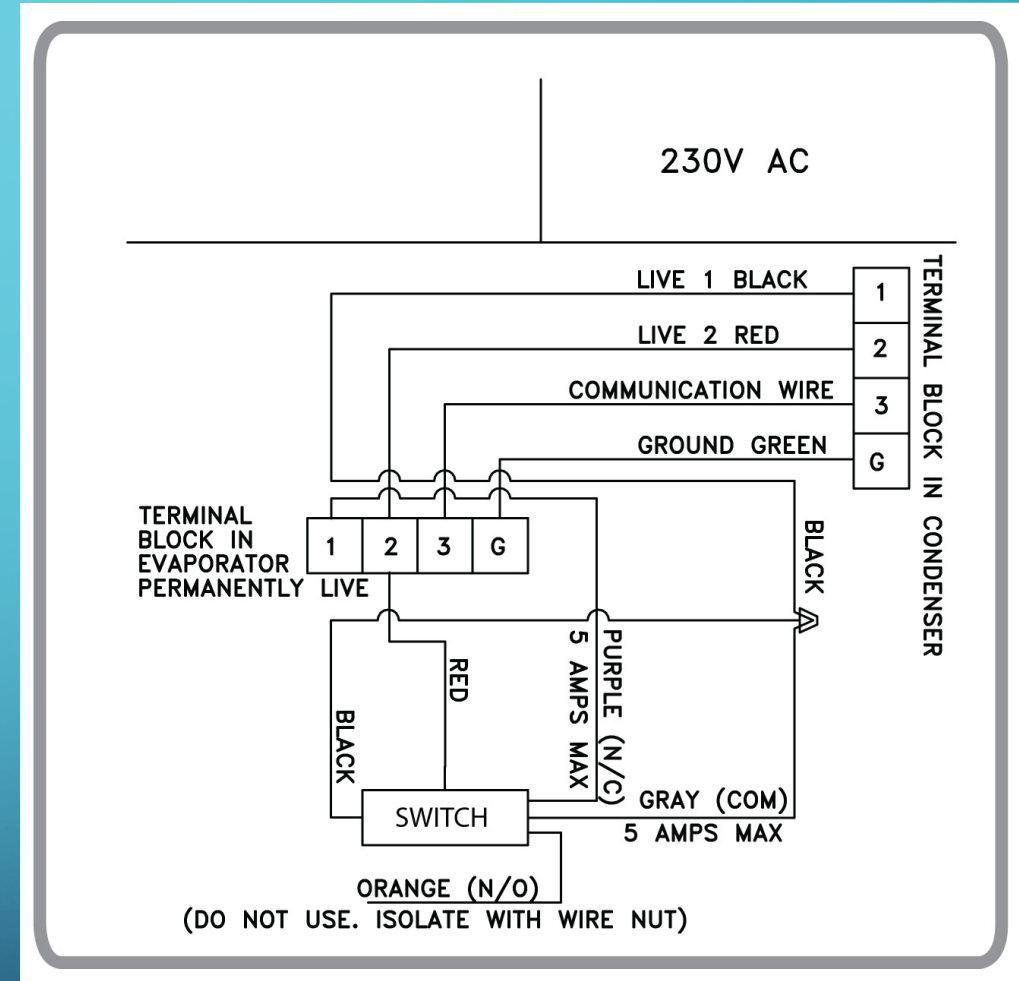 230V AC
LIVE 1 BLACK
1
LIVE 2 RED
2
COMMUNICATION WIRE
3
GROUND GREEN
G
TERMINAL BLOCK IN CONDENSER
TERMINAL
BLOCK IN
EVAPORATOR
PERMANENTLY LIVE
1
2
3
G
BLACK
RED
BLACK
PURPLE (N/C)
5 AMPS MAX
SWITCH
GRAY (COM)
5 AMPS MAX
ORANGE (N/O)
(DO NOT USE. ISOLATE WITH WIRE NUT)